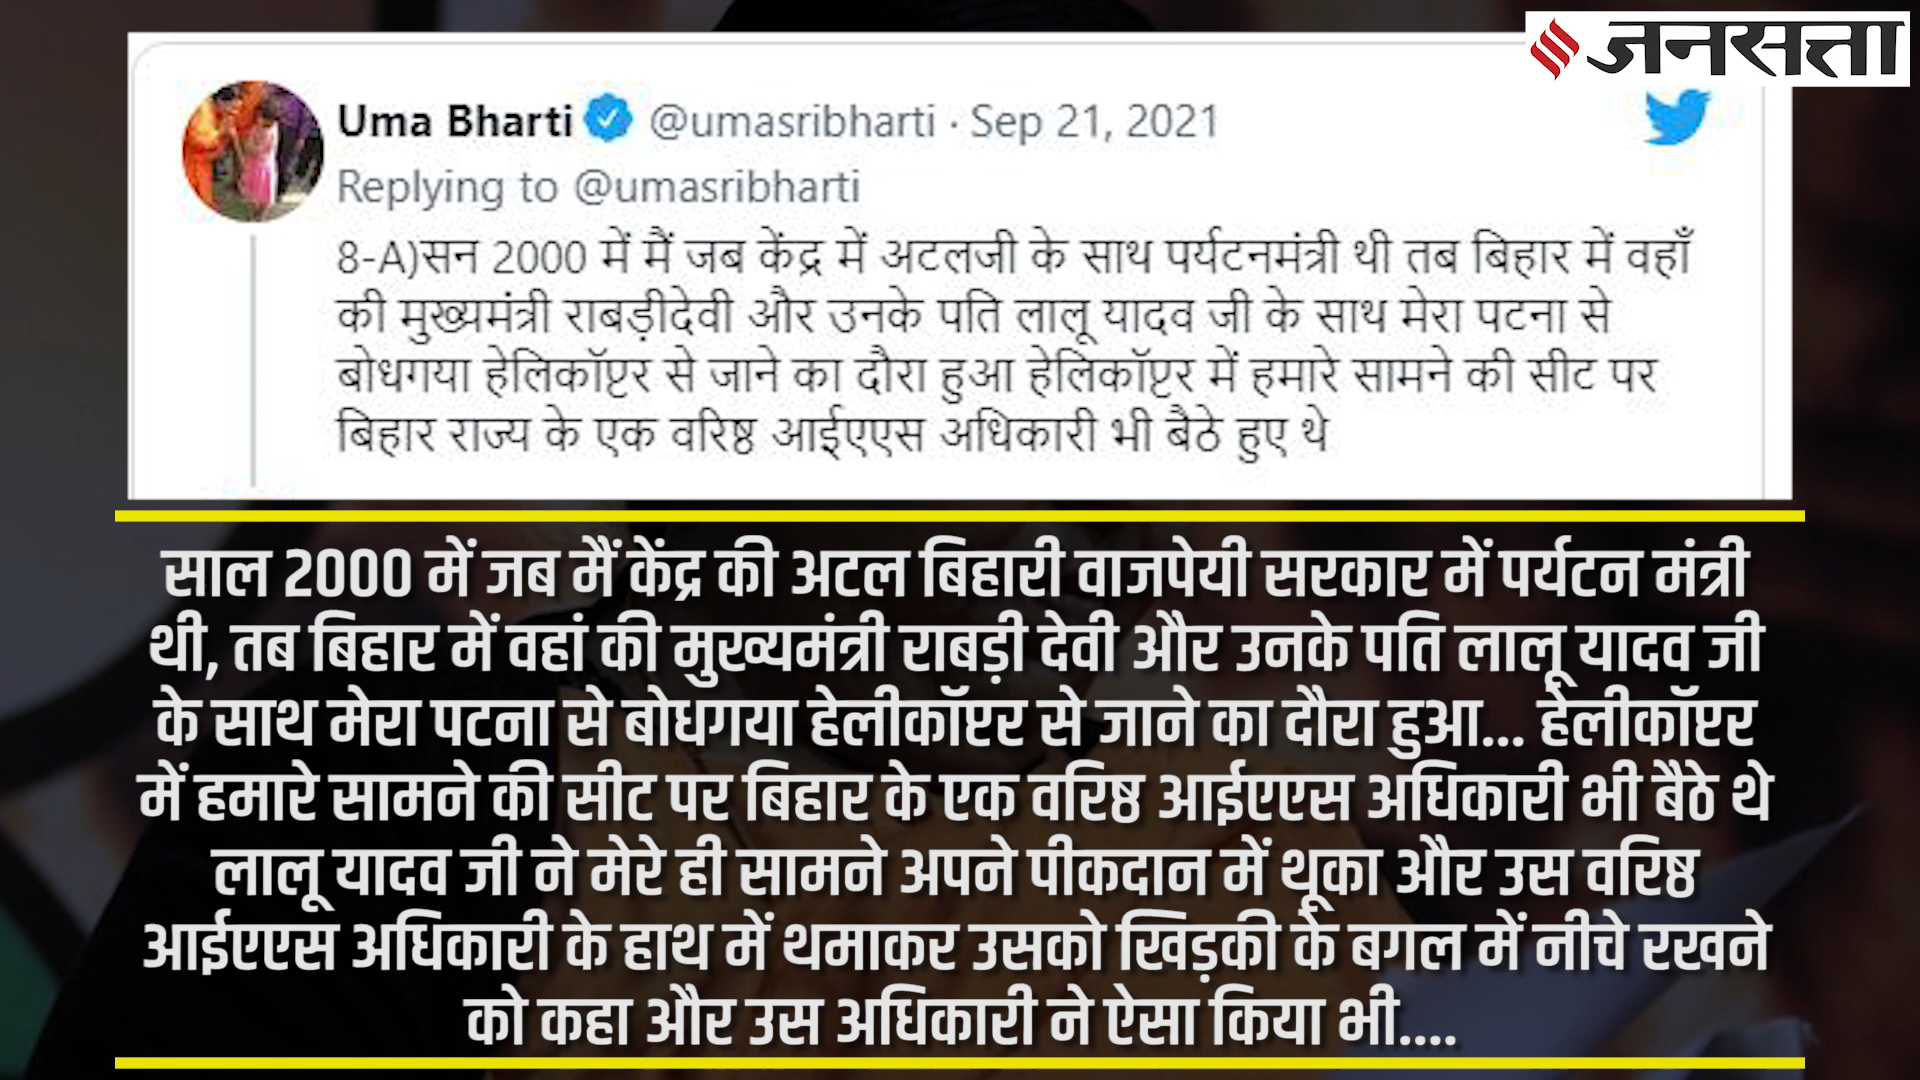 जनसत्ता
Uma Bharti @umasribharti · Sep 21, 2021
Replying to @umasribharti
8-A)सन 2000 में मैं जब केंद्र में अटलजी के साथ पर्यटनमंत्री थी तब बिहार में वहाँ
की मुख्यमंत्री राबड़ीदेवी और उनके पति लालू यादव जी के साथ मेरा पटना से
बोधगया हेलिकॉप्टर से जाने का दौरा हुआ हेलिकॉप्टर में हमारे सामने की सीट पर
बिहार राज्य के एक वरिष्ठ आईएएस अधिकारी भी बैठे हुए थे
साल 2000 में जब मैं केंद्र की अटल बिहारी वाजपेयी सरकार में पर्यटन मंत्री
थी, तब बिहार में वहां की मुख्यमंत्री राबड़ी देवी और उनके पति लालू यादव जी
के साथ मेरा पटना से बोधगया हेलीकॉप्टर से जाने का दौरा हुआ... हेलीकॉप्टर
में हमारे सामने की सीट पर बिहार के एक वरिष्ठ आईएएस अधिकारी भी बैठे थे
लालू यादव जी ने मेरे ही सामने अपने पीकदान में थूका और उस वरिष्ठ
आईएएस अधिकारी के हाथ में थमाकर उसको खिड़की के बगल में नीचे रखने
को कहा और उस अधिकारी ने ऐसा किया भी....